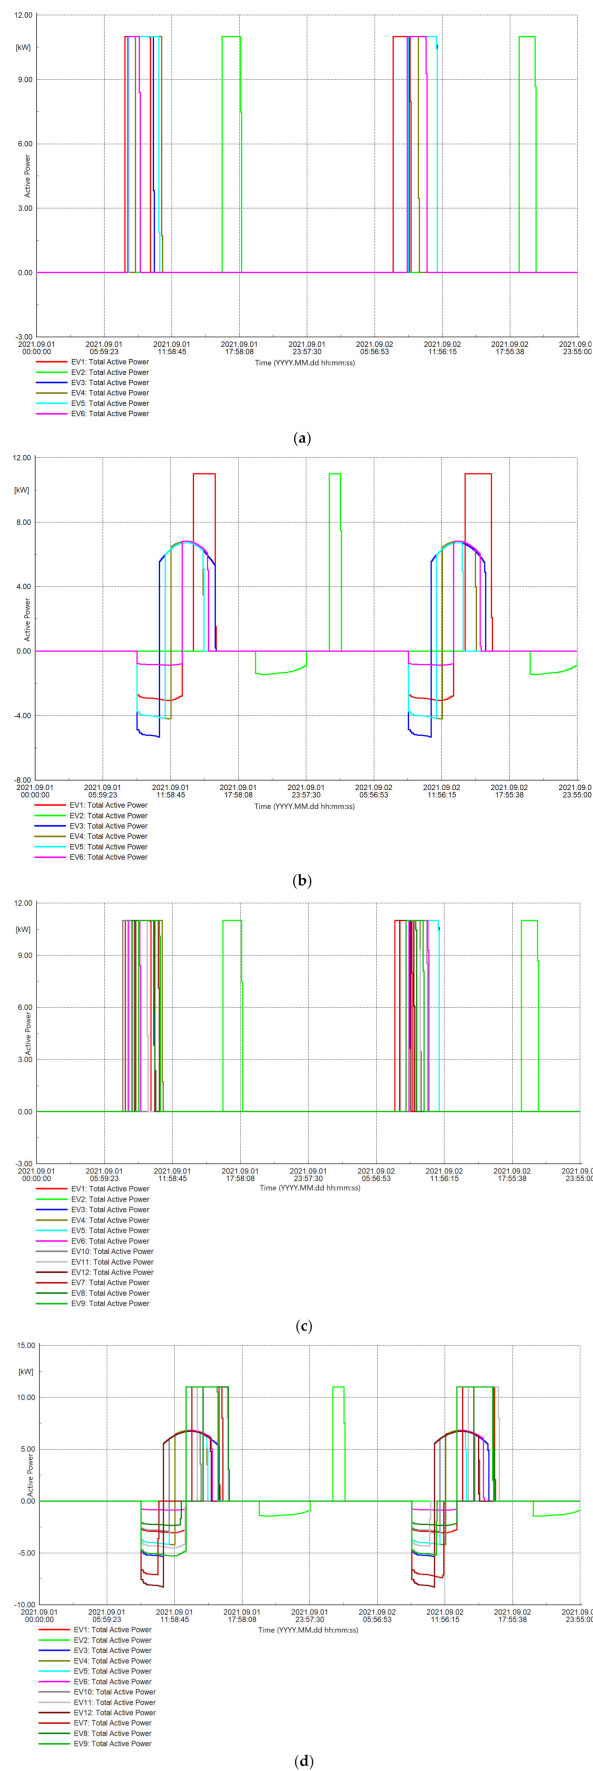 12.00
[kW]
9.00
6.00
3.00
0.00
-3.00
Active Power
2021.09.01 2021.09.01 2021.09.01 2021.09.01 2021.09.01 2021.09.02 2021.09.02 2021.09.02 2021.09.0
00:00:00 05:59:23 11:58:45 17:58:08 23:57:30 05:56:53 11:56:15 17:55:38 23:55:00
Time (YYYY.MM.dd hh:mm:ss)
EV1: Total Active Power
EV2: Total Active Power
EV3: Total Active Power
EV4: Total Active Power
EV5: Total Active Power
EV6: Total Active Power
(a)
12.00
[kW]
8.00
4.00
0.00
-4.00
-8.00
Active Power
2021.09.01 2021.09.01 2021.09.01 2021.09.01 2021.09.01 2021.09.02 2021.09.02 2021.09.02 2021.09.0
00:00:00 05:59:23 11:58:45 17:58:08 23:57:30 05:56:53 11:56:15 17:55:38 23:55:00
Time (YYYY.MM.dd hh:mm:ss)
EV1: Total Active Power
EV2: Total Active Power
EV3: Total Active Power
EV4: Total Active Power
EV5: Total Active Power
EV6: Total Active Power
(b)
12.00
[kW]
9.00
6.00
3.00
0.00
-3.00
Active Power
2021.09.01 2021.09.01 2021.09.01 2021.09.01 2021.09.01 2021.09.02 2021.09.02 2021.09.02 2021.09.0
00:00:00 05:59:23 11:58:45 17:58:08 23:57:30 05:56:53 11:56:15 17:55:38 23:55:00
Time (YYYY.MM.dd hh:mm:ss)
EV1: Total Active Power
EV2: Total Active Power
EV3: Total Active Power
EV4: Total Active Power
EV5: Total Active Power
EV6: Total Active Power
EV10: Total Active Power
EV11: Total Active Power
EV12: Total Active Power
EV7: Total Active Power
EV8: Total Active Power
EV9: Total Active Power
(c)
15.00
[kW]
10.00
5.00
0.00
-5.00
-10.00
Active Power
2021.09.01 2021.09.01 2021.09.01 2021.09.01 2021.09.01 2021.09.02 2021.09.02 2021.09.02 2021.09.0
00:00:00 05:59:23 11:58:45 17:58:08 23:57:30 05:56:53 11:56:15 17:55:38 23:55:00
Time (YYYY.MM.dd hh:mm:ss)
EV1: Total Active Power
EV2: Total Active Power
EV3: Total Active Power
EV4: Total Active Power
EV5: Total Active Power
EV6: Total Active Power
EV10: Total Active Power
EV11: Total Active Power
EV12: Total Active Power
EV7: Total Active Power
EV8: Total Active Power
EV9: Total Active Power
(d)